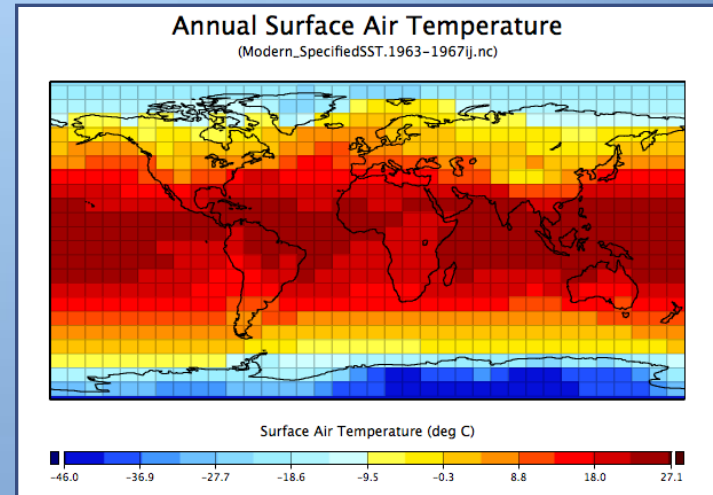 Annual Surface Air Temperature
(Modern_SpecifiedSST.1963-1967ij.nc)
Surface Air Temperature (deg C)
-46.0 -36.9 -27.7 -18.6 -9.5 -0.3 8.8 18.0 27.1